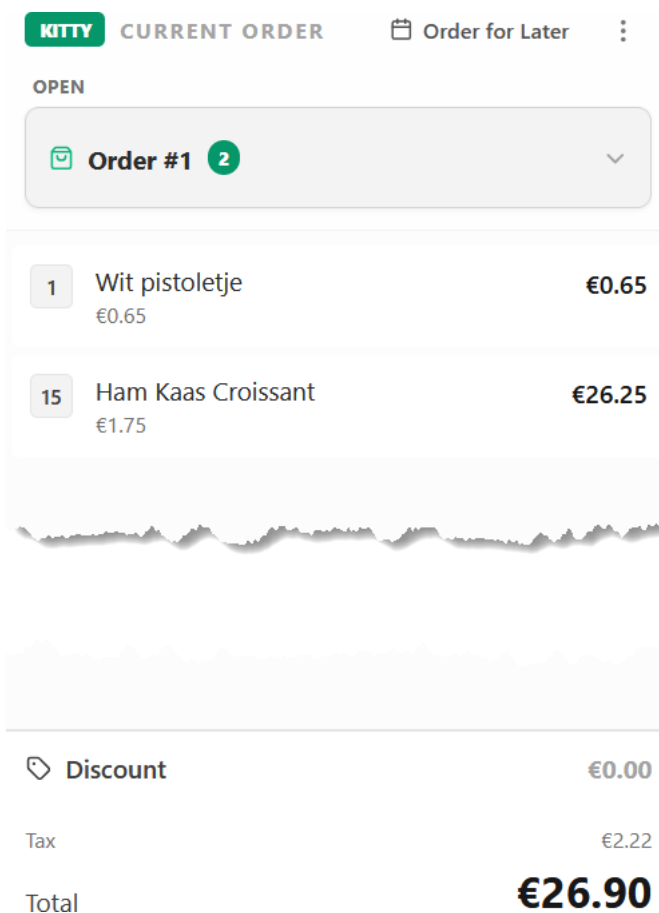 KITTY CURRENT ORDER Order for Later
OPEN
Order #1 2
1 Wit pistoletje €0.65
€0.65
15 Ham Kaas Croissant €26.25
€1.75
Discount €0.00
Tax €2.22
Total €26.90